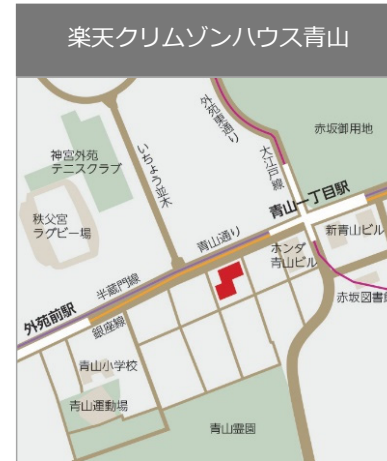 楽天クリムゾンハウス青山
外苑東通り
赤坂御用地
神宮外苑
テニスクラブ
いちょう並木
大江戸線
秩父宮
ラグビー場
青山一丁目駅
青山通り
新青山ビル
ホンダ
青山ビル
半蔵門線
赤坂図書館
外苑前駅
銀座線
青山小学校
青山運動場
青山霊園